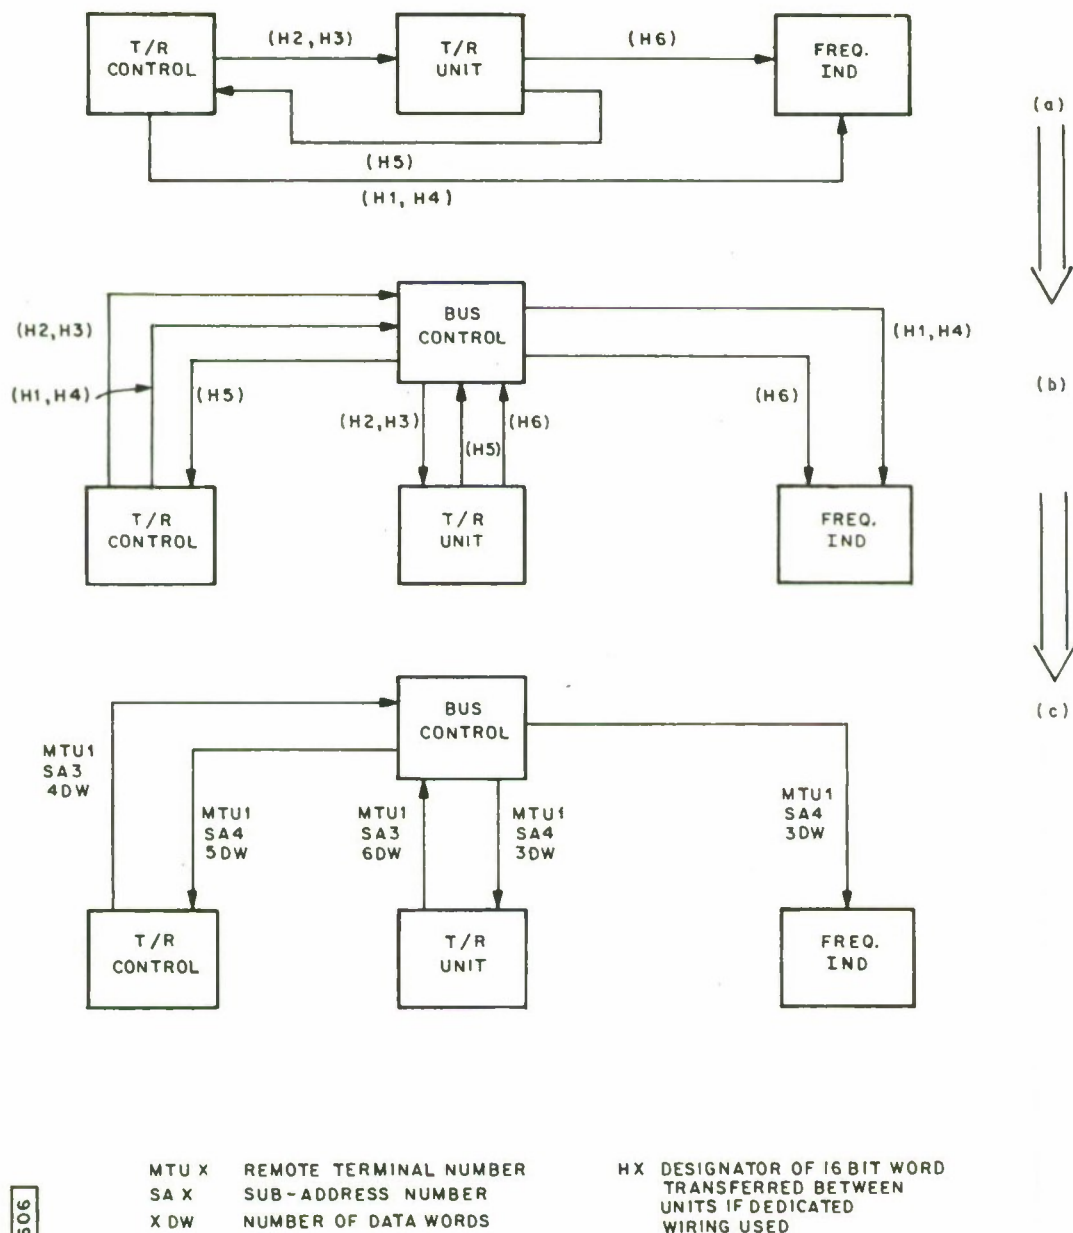 T/R
CONTROL
(H2,H3)
T/R
UNIT
(H6)
FREQ.
IND
(H5)
(H1,H4)
(a)
BUS
CONTROL
(H2,H3)
(H1,H4)
(H5)
(H2,H3)
(H5)
(H6)
(H6)
(H1,H4)
(b)
T/R
CONTROL
T/R
UNIT
FREQ.
IND
BUS
CONTROL
(c)
MTU1
SA3
4DW
MTU1
SA4
5DW
MTU1
SA3
6DW
MTU1
SA4
3DW
MTU1
SA4
3DW
T/R
CONTROL
T/R
UNIT
FREQ.
IND
MTU X REMOTE TERMINAL NUMBER
SA X SUB-ADDRESS NUMBER
X DW NUMBER OF DATA WORDS
HX DESIGNATOR OF 16 BIT WORD
TRANSFERRED BETWEEN
UNITS IF DEDICATED
WIRING USED